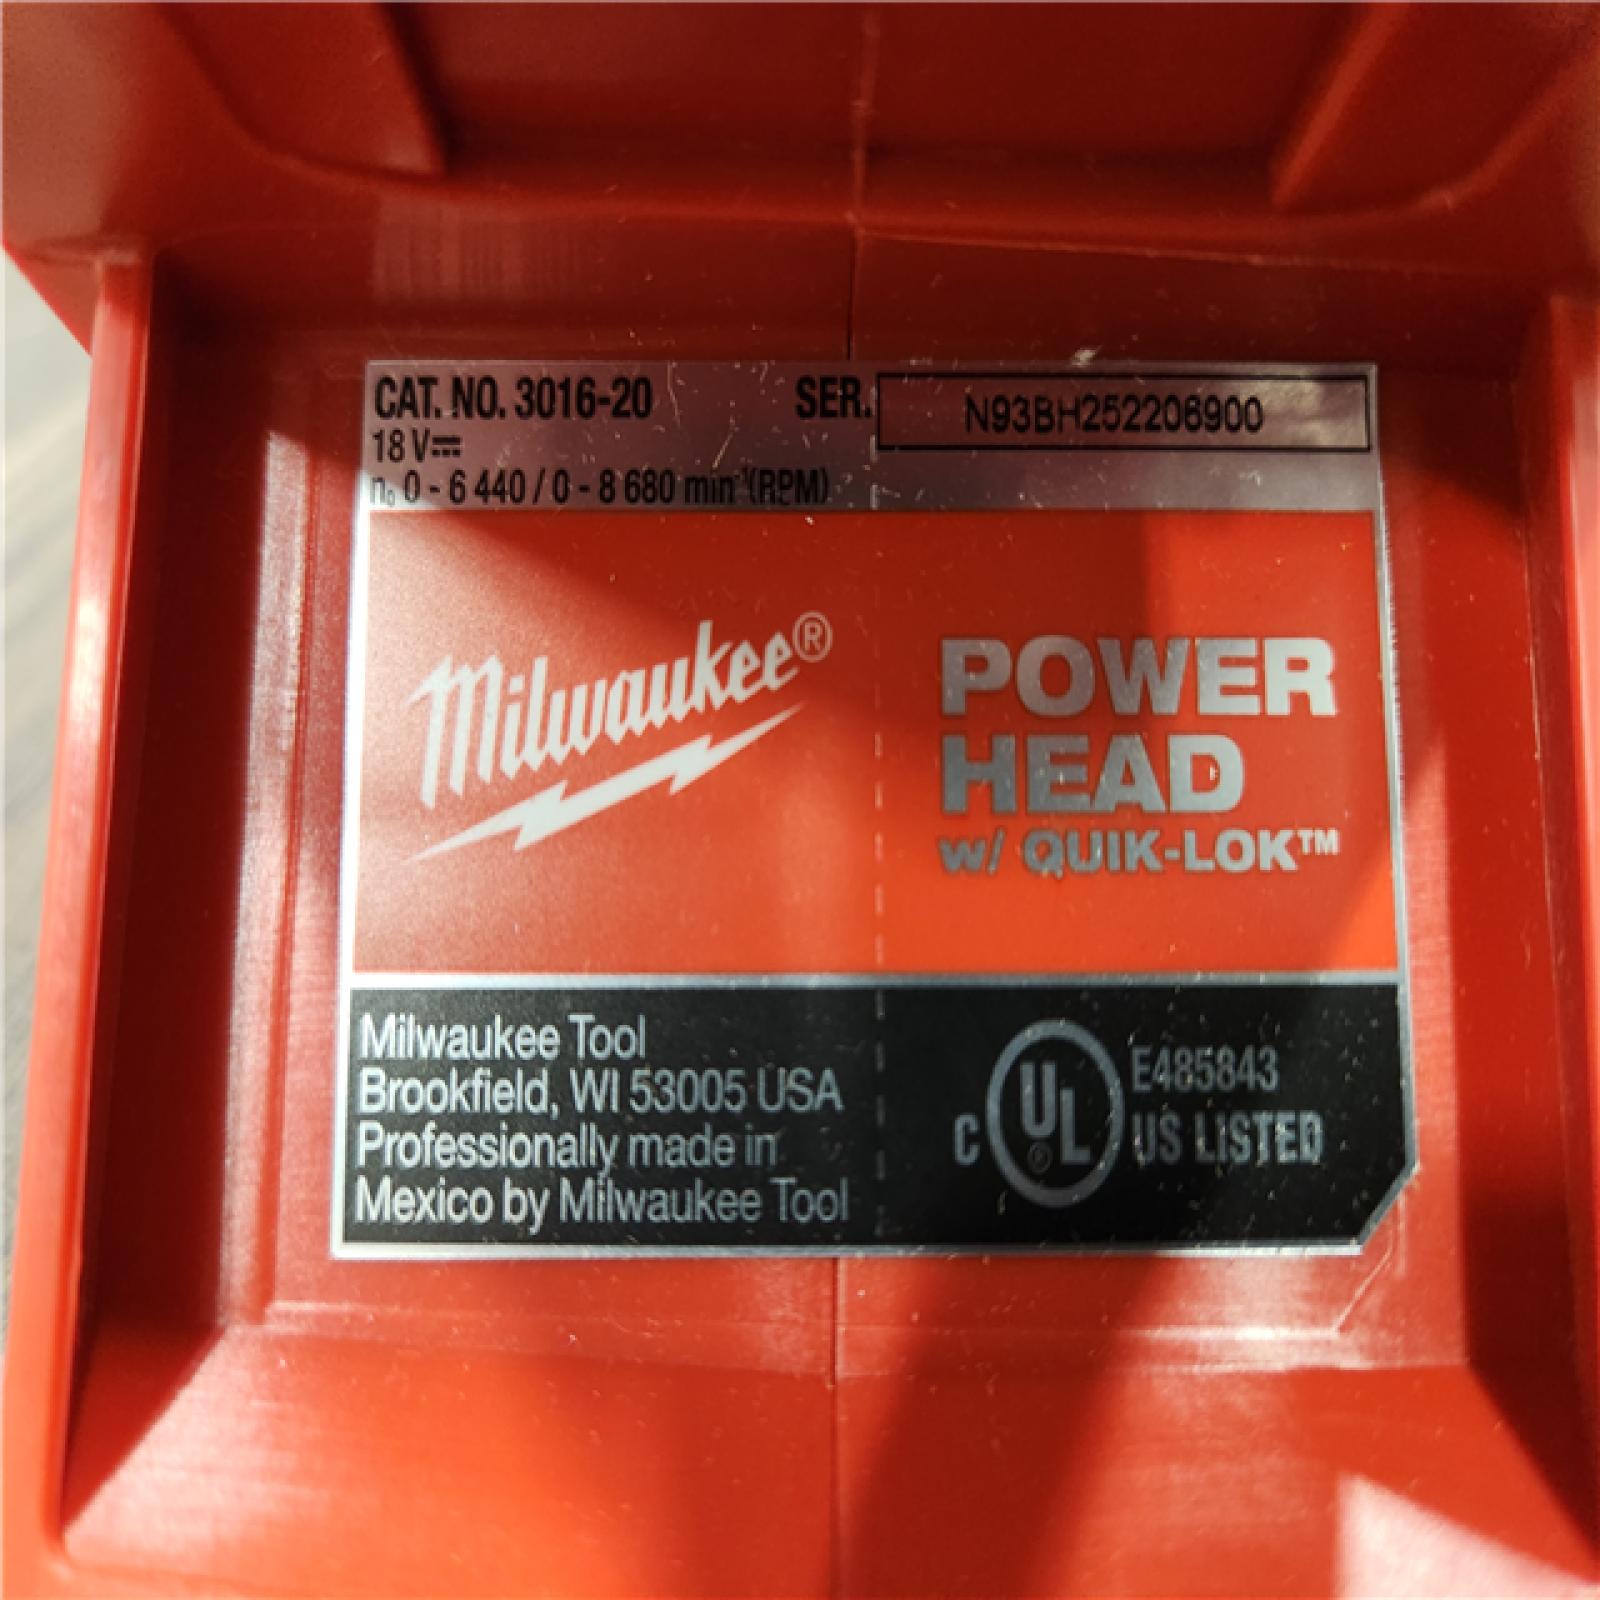 CAT. NO. 3016-20 SER. N93BH252206900
18 V⎓
n₀ 0 - 6 440 / 0 - 8 680 min⁻¹(RPM)
Milwaukee®
POWER
HEAD
w/ QUIK-LOK™
Milwaukee Tool
Brookfield, WI 53005 USA
Professionally made in
Mexico by Milwaukee Tool
C UL® E485843
US LISTED